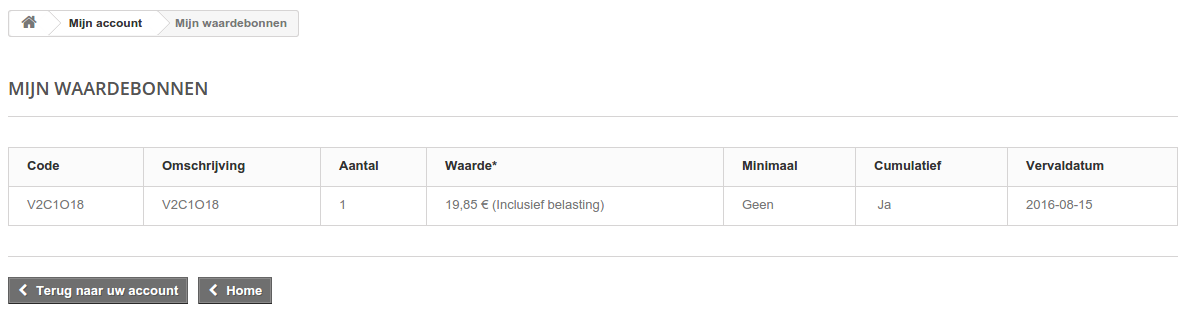 Mijn account Mijn waardebonnen
MIJN WAARDEBONNEN
Code Omschrijving Aantal Waarde* Minimaal Cumulatief Vervaldatum
V2C1O18 V2C1O18 1 19,85 € (Inclusief belasting) Geen Ja 2016-08-15
Terug naar uw account Home